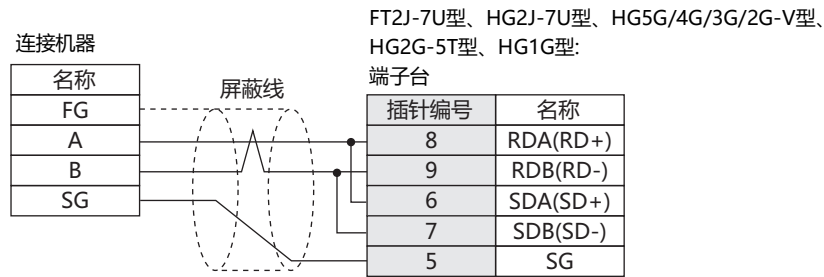 FT2J-7U型、HG2J-7U型、HG5G/4G/3G/2G-V型、
HG2G-5T型、HG1G型:
连接机器
端子台
名称
屏蔽线
插针编号 名称
FG
A
8 RDA(RD+)
B
9 RDB(RD-)
SG
6 SDA(SD+)
7 SDB(SD-)
5 SG